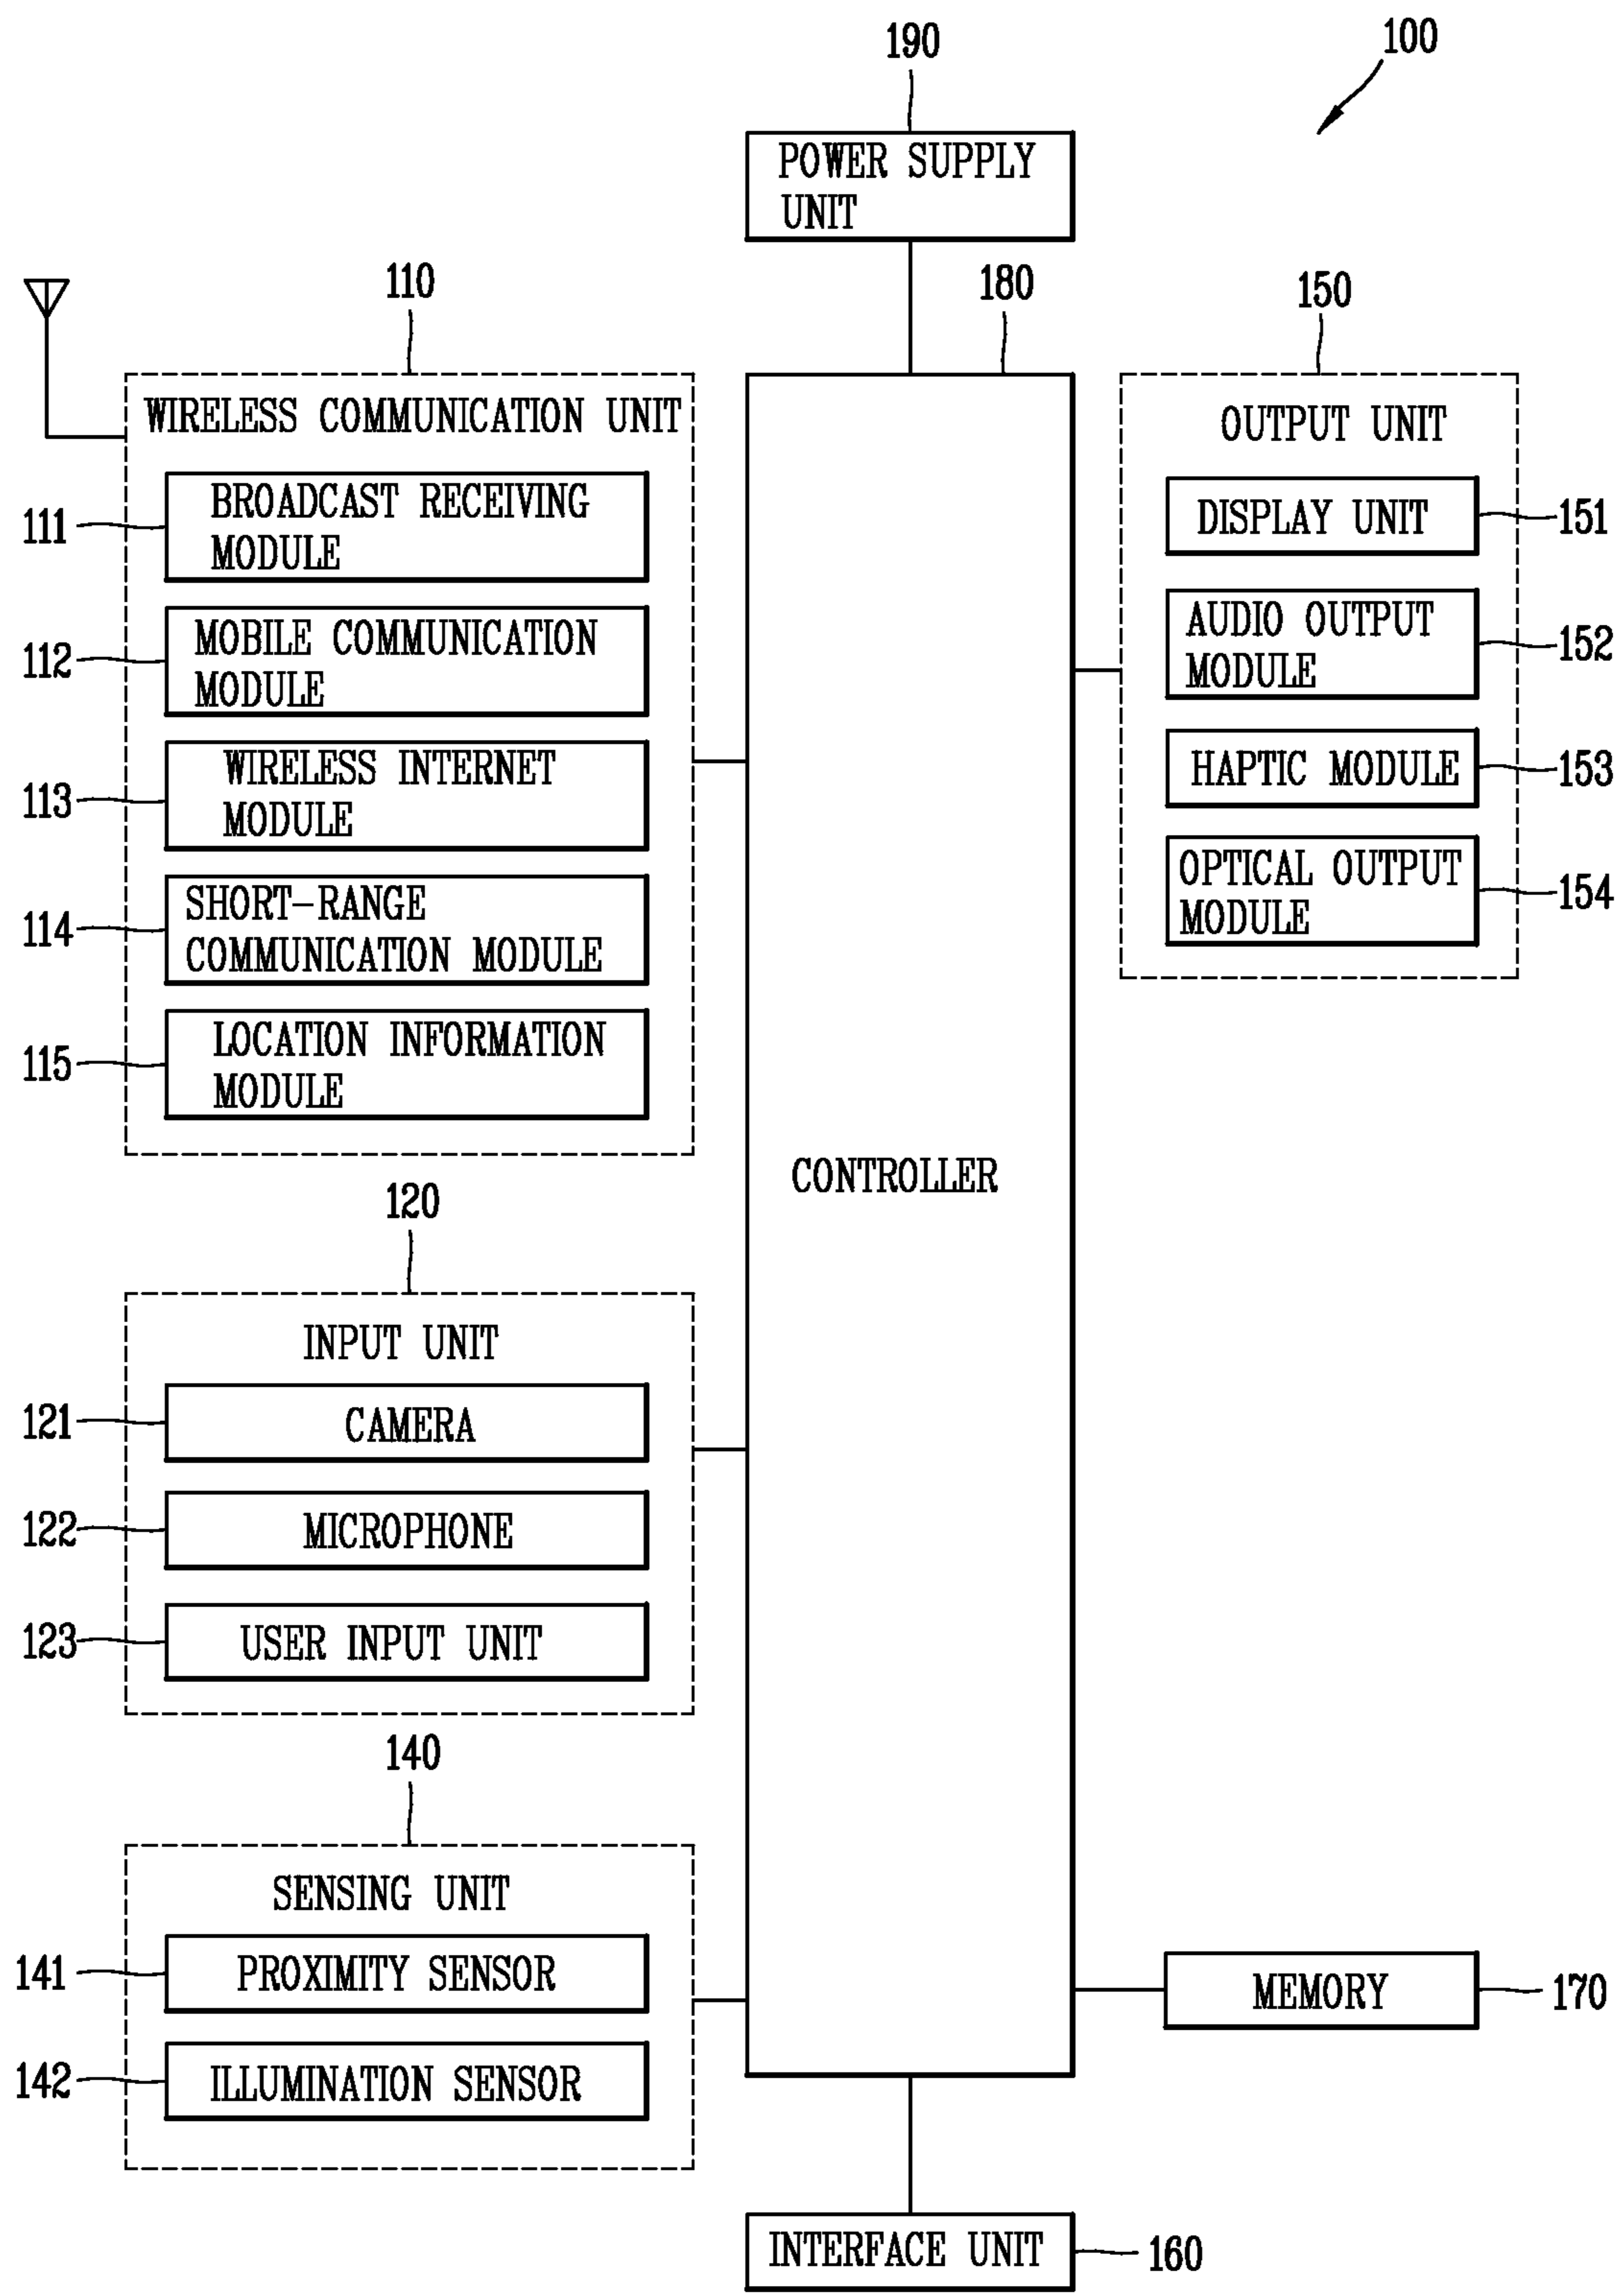 100
190
POWER SUPPLY
UNIT
110
180
150
WIRELESS COMMUNICATION UNIT
111
BROADCAST RECEIVING
MODULE
112
MOBILE COMMUNICATION
MODULE
113
WIRELESS INTERNET
MODULE
114
SHORT-RANGE
COMMUNICATION MODULE
115
LOCATION INFORMATION
MODULE
120
INPUT UNIT
121
CAMERA
122
MICROPHONE
123
USER INPUT UNIT
140
SENSING UNIT
141
PROXIMITY SENSOR
142
ILLUMINATION SENSOR
CONTROLLER
OUTPUT UNIT
DISPLAY UNIT
151
AUDIO OUTPUT
MODULE
152
HAPTIC MODULE
153
OPTICAL OUTPUT
MODULE
154
MEMORY
170
INTERFACE UNIT
160